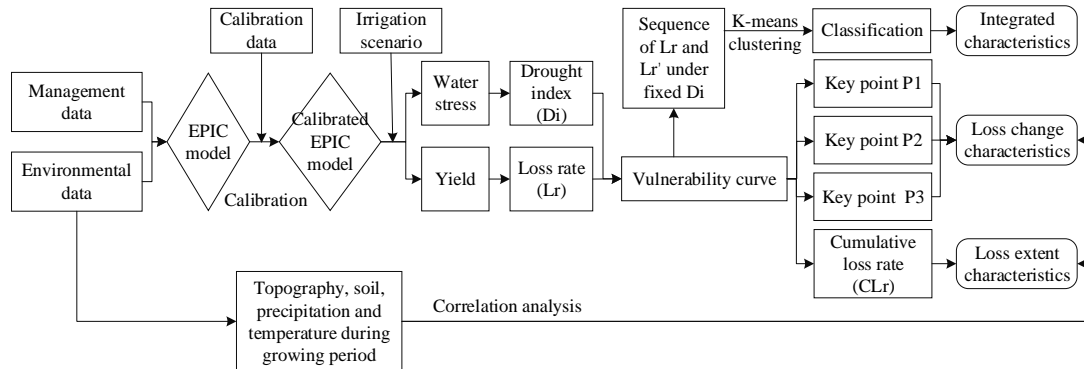 Calibration
data
Irrigation
scenario
Sequence
of Lr and
Lr' under
fixed Di
K-means
clustering
Classification
Integrated
characteristics
Management
data
Environmental
data
EPIC
model
Calibration
Calibrated
EPIC
model
Water
stress
Drought
index
(Di)
Yield
Loss rate
(Lr)
Vulnerability curve
Key point P1
Key point P2
Key point P3
Loss change
characteristics
Cumulative
loss rate
(CLr)
Loss extent
characteristics
Topography, soil,
precipitation and
temperature during
growing period
Correlation analysis